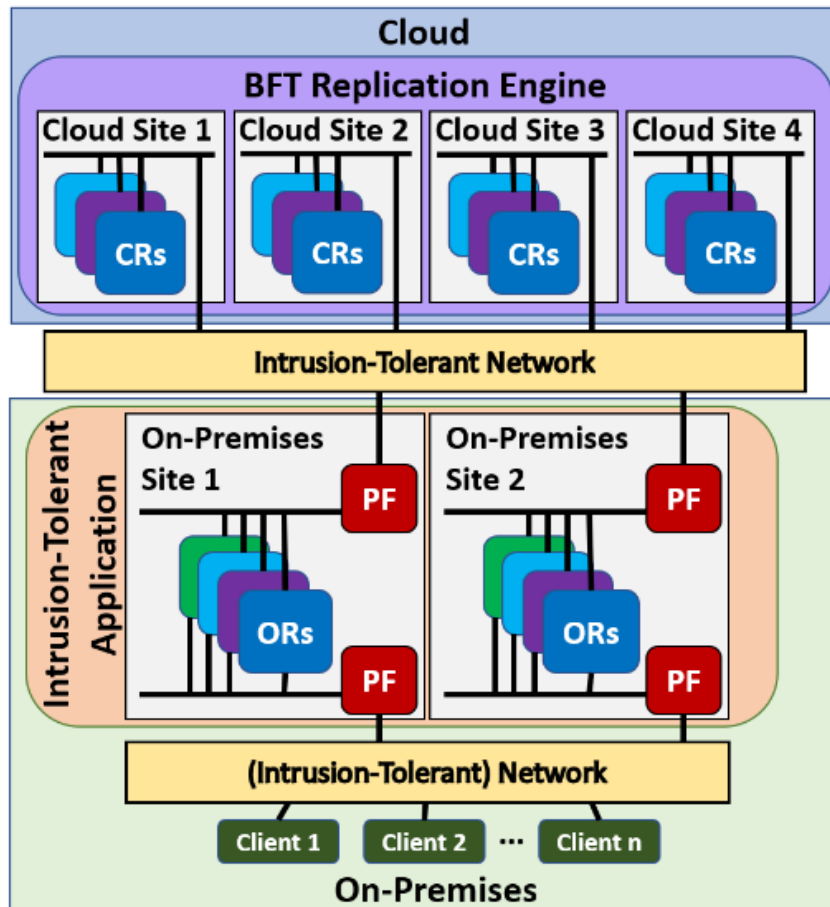 Cloud
BFT Replication Engine
Cloud Site 1
Cloud Site 2
Cloud Site 3
Cloud Site 4
CRs
CRs
CRs
CRs
Intrusion-Tolerant Network
Intrusion-Tolerant
Application
On-Premises
Site 1
PF
ORs
PF
On-Premises
Site 2
PF
ORs
PF
(Intrusion-Tolerant) Network
Client 1
Client 2
...
Client n
On-Premises